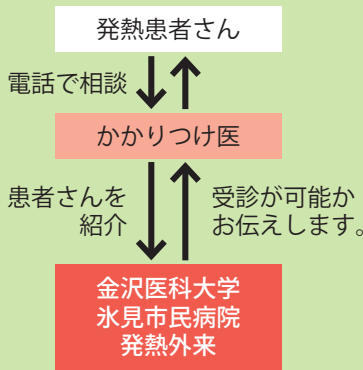 発熱患者さん
電話で相談
かかりつけ医
患者さんを
紹介
受診が可能か
お伝えします。
金沢医科大学
氷見市民病院
発熱外来